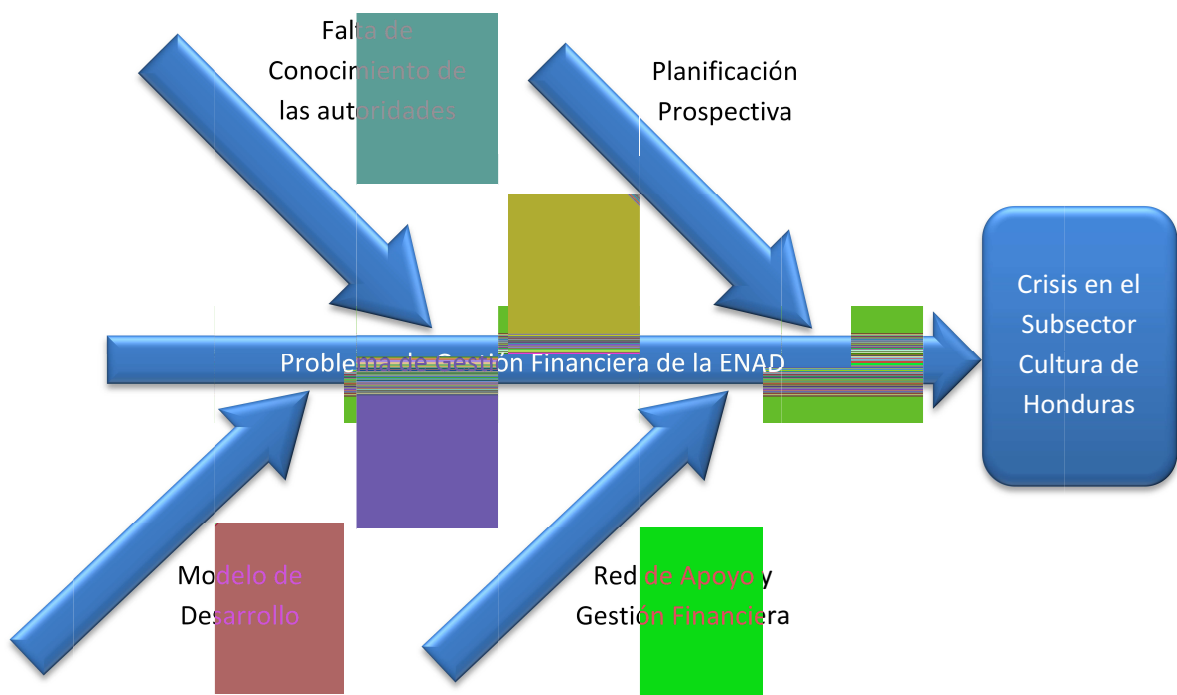 Falta de
Conocimiento de
las autoridades
Planificación
Prospectiva
Problema de Gestión Financiera de la ENAD
Crisis en el
Subsector
Cultura de
Honduras
Modelo de
Desarrollo
Red de Apoyo y
Gestión Financiera